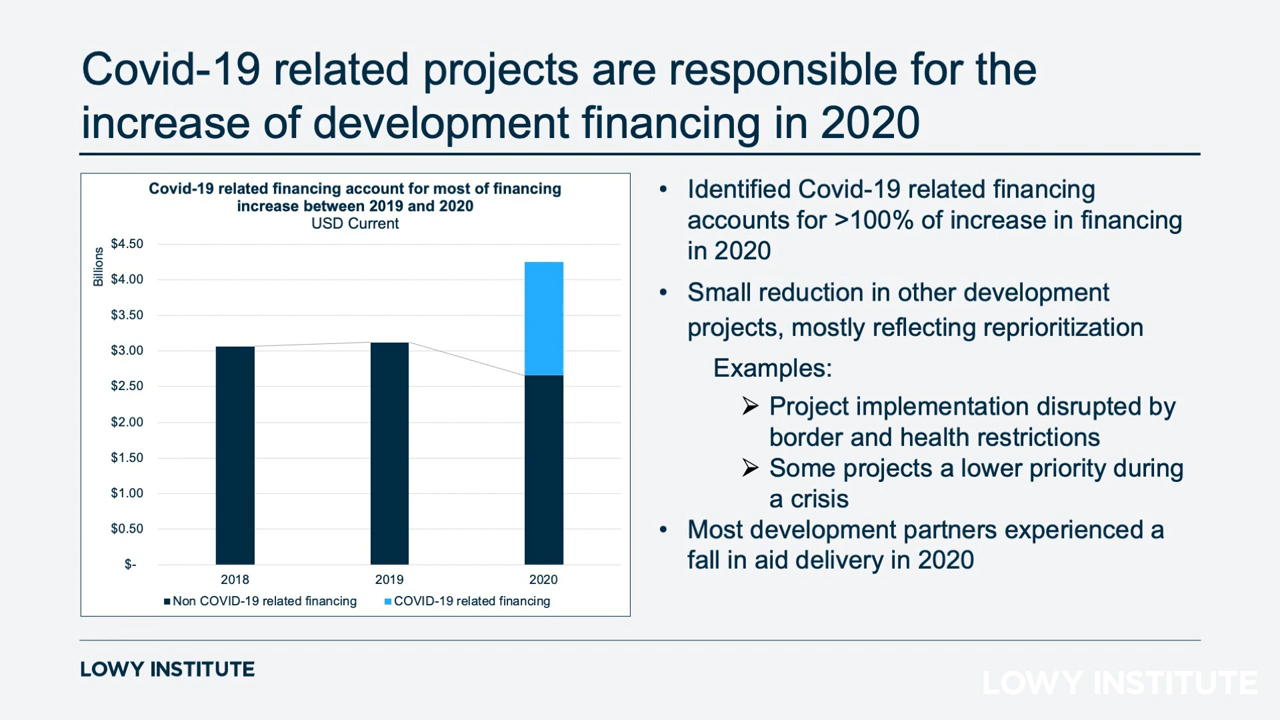 Covid-19 related projects are responsible for the
increase of development financing in 2020
Covid-19 related financing account for most of financing
increase between 2019 and 2020
USD Current
Billions
$4.50
$4.00
$3.50
$3.00
$2.50
$2.00
$1.50
$1.00
$0.50
$-
2018
2019
2020
Non COVID-19 related financing
COVID-19 related financing
• Identified Covid-19 related financing
accounts for >100% of increase in financing
in 2020
• Small reduction in other development
projects, mostly reflecting reprioritization
Examples:
➢ Project implementation disrupted by
border and health restrictions
➢ Some projects a lower priority during
a crisis
• Most development partners experienced a
fall in aid delivery in 2020
LOWY INSTITUTE
LOWY INSTITUTE